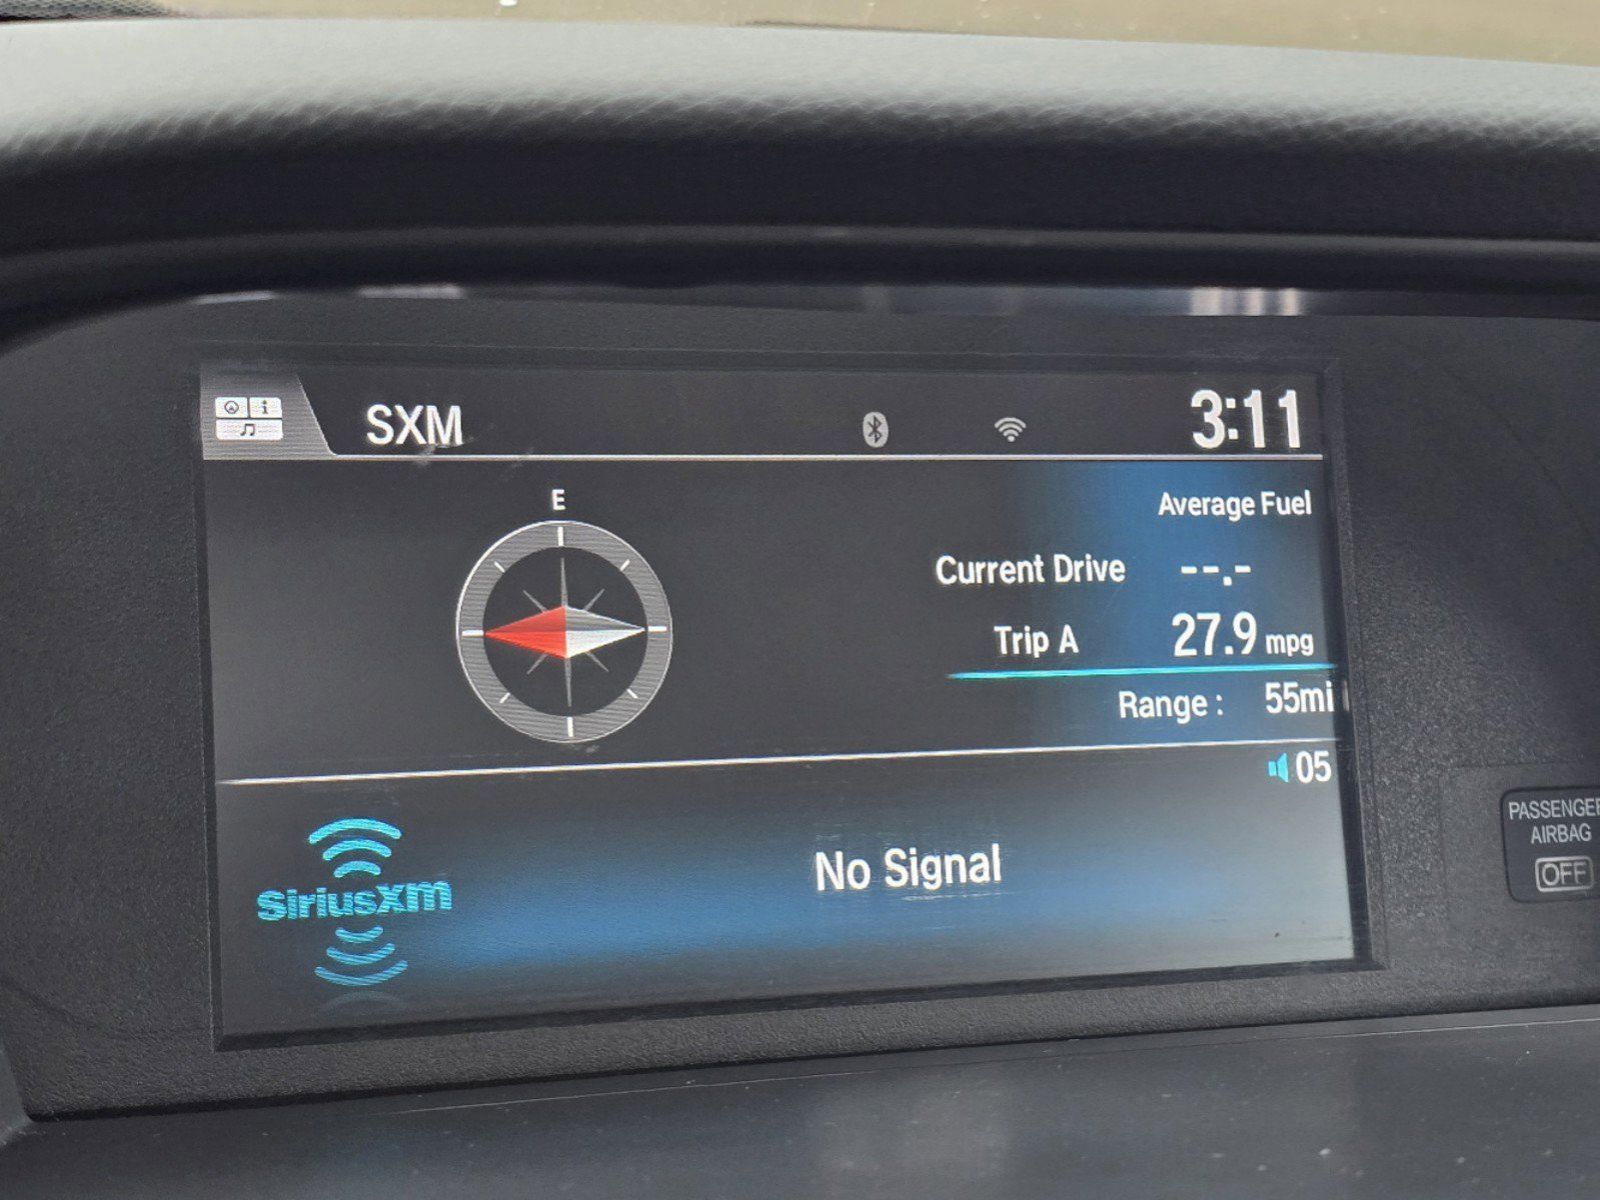 SXM
3:11
E
Average Fuel
Current Drive --.-
Trip A 27.9 mpg
Range : 55mi
05
SiriusXM
No Signal
PASSENGER
AIRBAG
OFF